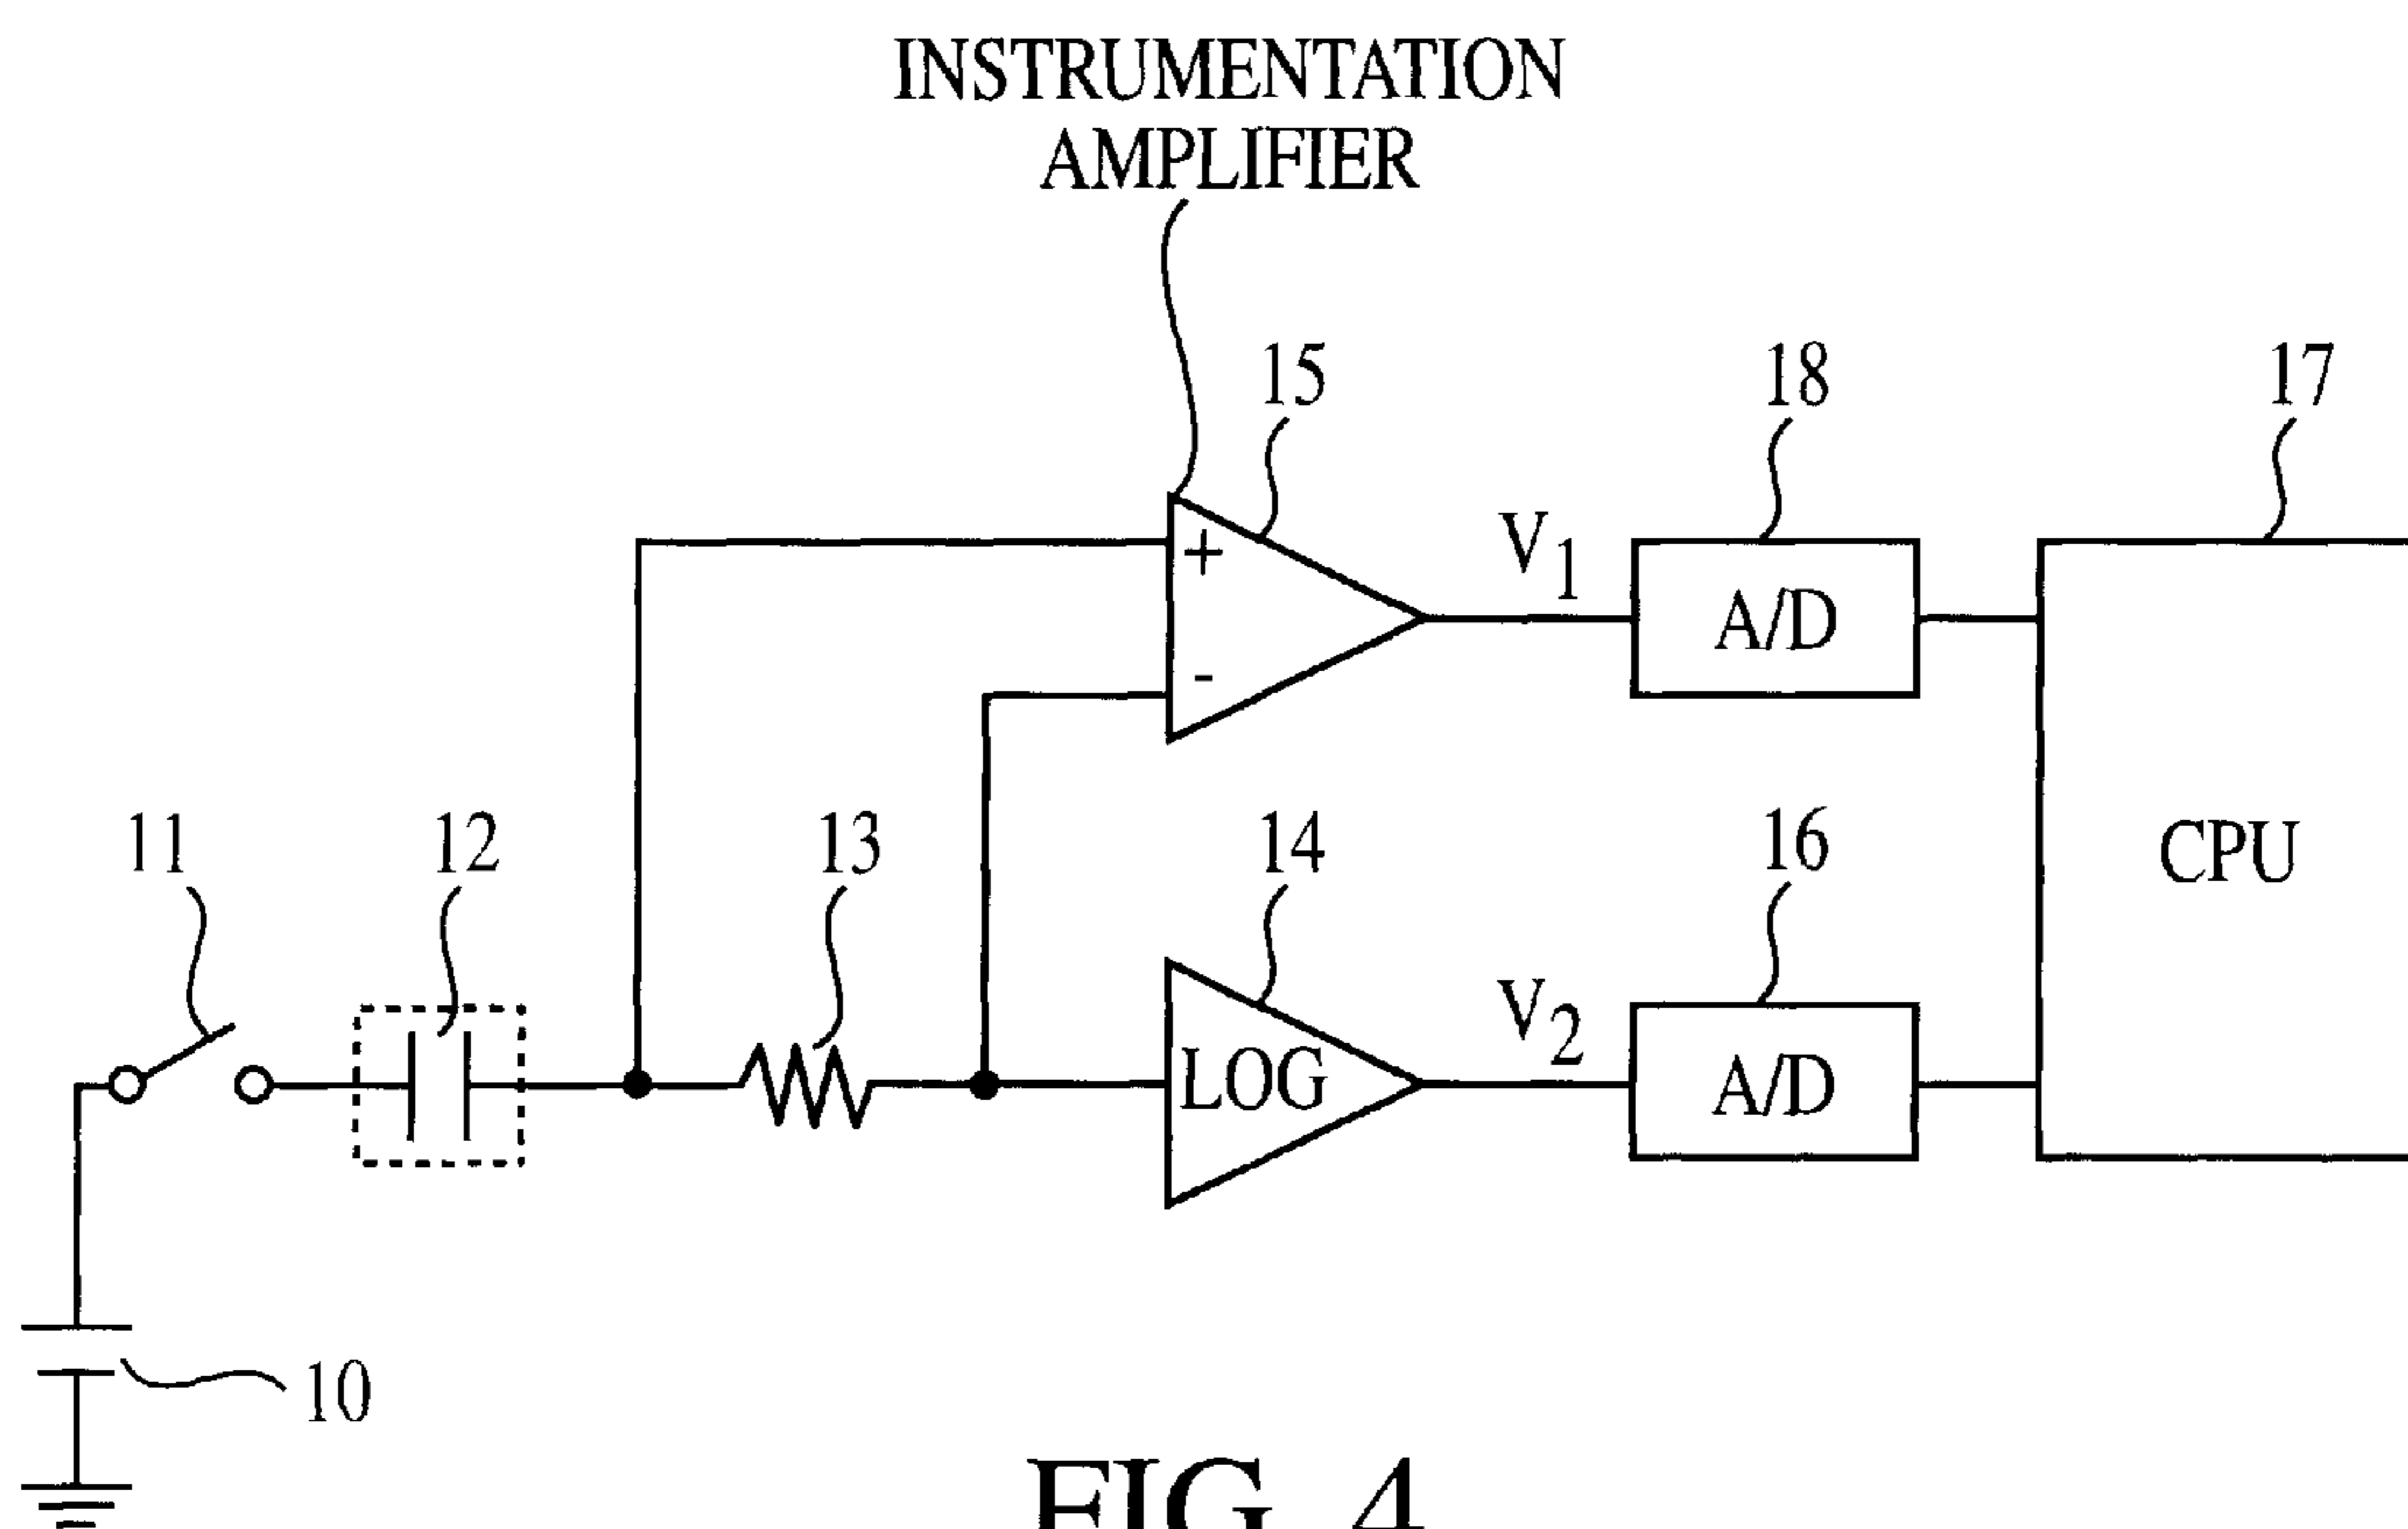 INSTRUMENTATION
AMPLIFIER
15
18
17
+
-
V1
A/D
CPU
11
12
13
14
16
LOG
V2
A/D
10
FIG. 4